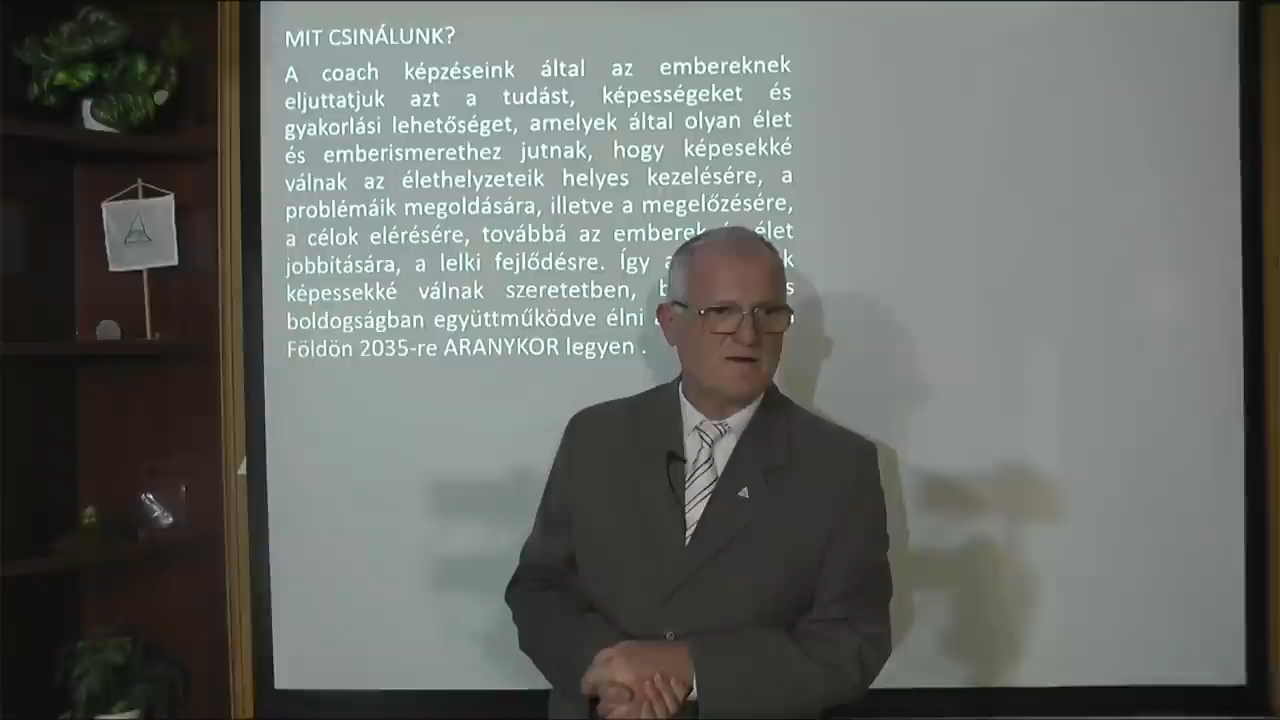 MIT CSINÁLUNK?
A coach képzéseink által az embereknek
eljuttatjuk azt a tudást, képességeket és
gyakorlási lehetőséget, amelyek által olyan élet
és emberismerethez jutnak, hogy képesekké
válnak az élethelyzeteik helyes kezelésére, a
problémáik megoldására, illetve a megelőzésére,
a célok elérésére, továbbá az emberek élet
jobbítására, a lelki fejlődésre. Így
képessekké válnak szeretetben,
boldogságban együttműködve élni
Földön 2035-re ARANYKOR legyen .